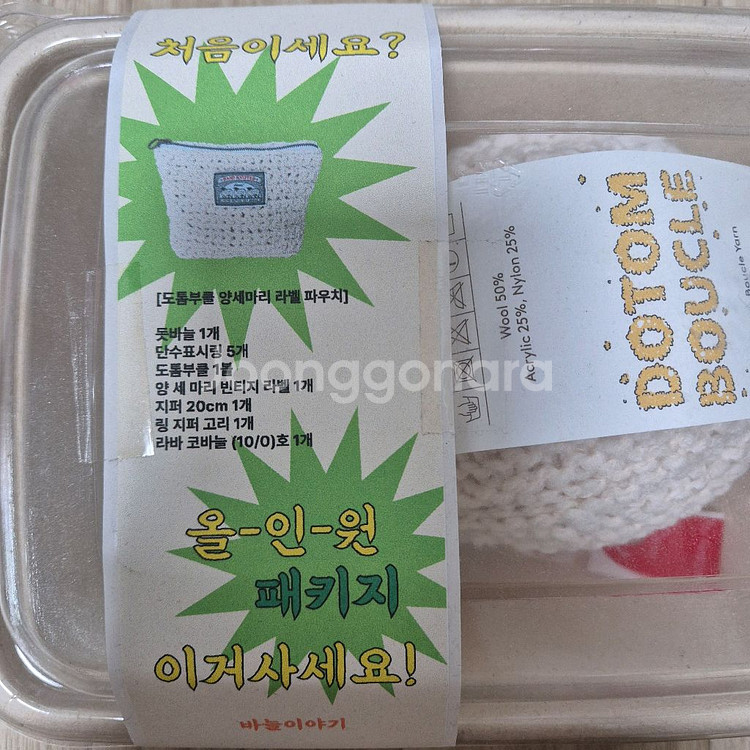 처음이세요?
[도톰부클 양세마리 라벨 파우치]
돗바늘 1개
단수표시링 5개
도톰부클 1볼
양 세 마리 빈티지 라벨 1개
지퍼 20cm 1개
링 지퍼 고리 1개
라바 코바늘 (10/0)호 1개
올-인-원
패키지
이거사세요!
바늘이야기
DOTOM
BOUCLE
Boucle Yarn
Wool 50%
Acrylic 25%, Nylon 25%
joonggonara